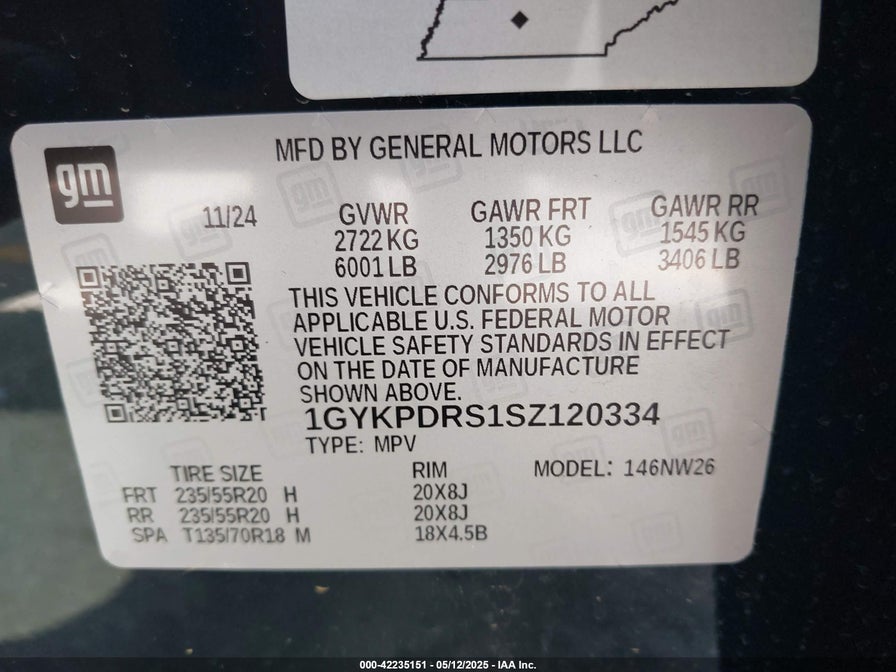 gm
MFD BY GENERAL MOTORS LLC
11/24
GVWR GAWR FRT GAWR RR
2722 KG 1350 KG 1545 KG
6001 LB 2976 LB 3406 LB
THIS VEHICLE CONFORMS TO ALL
APPLICABLE U.S. FEDERAL MOTOR
VEHICLE SAFETY STANDARDS IN EFFECT
ON THE DATE OF MANUFACTURE
SHOWN ABOVE.
1GYKPDRS1SZ120334
TYPE: MPV
TIRE SIZE RIM MODEL: 146NW26
FRT 235/55R20 H 20X8J
RR 235/55R20 H 20X8J
SPA T135/70R18 M 18X4.5B
000-42235151 - 05/12/2025 - IAA Inc.